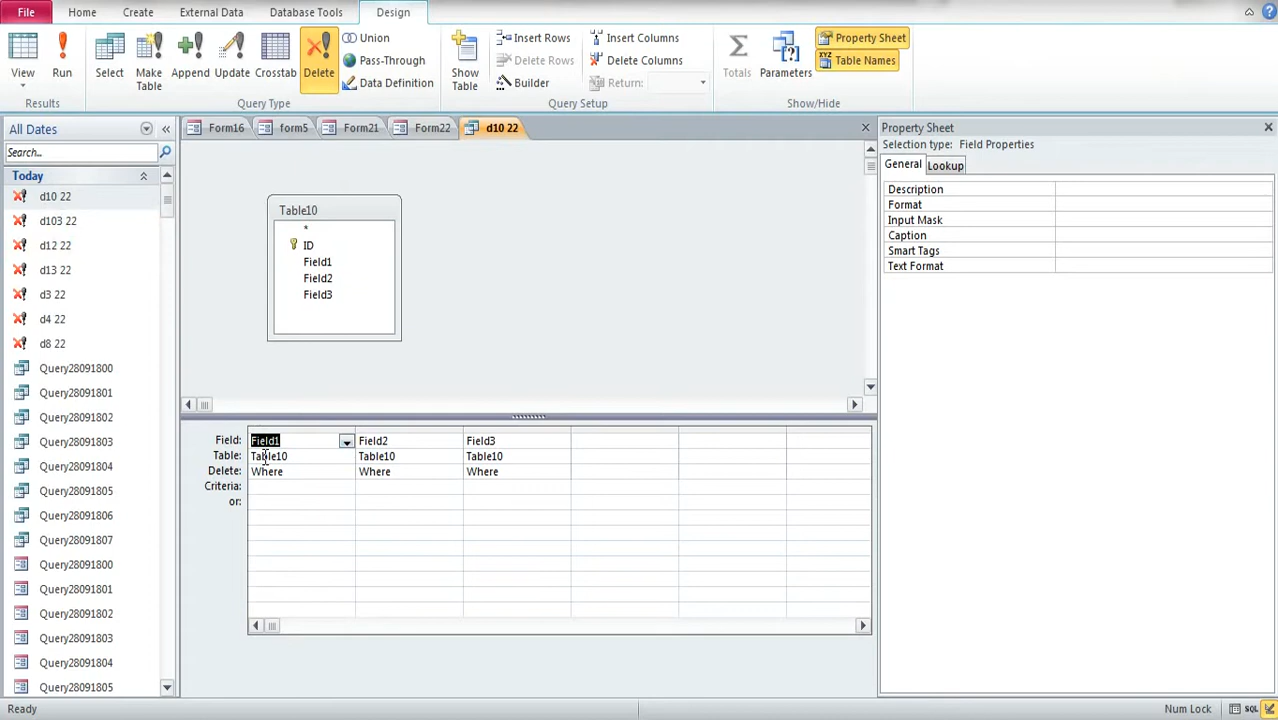 File Home Create External Data Database Tools Design
View Run Select Make Table Append Update Crosstab Delete
Union
Pass-Through
Data Definition
Show Table
Insert Rows
Delete Rows
Builder
Insert Columns
Delete Columns
Return:
Totals Parameters
Property Sheet
Table Names
Results Query Type Query Setup Show/Hide
All Dates
Search...
Today
d10 22
d103 22
d12 22
d13 22
d3 22
d4 22
d8 22
Query28091800
Query28091801
Query28091802
Query28091803
Query28091804
Query28091805
Query28091806
Query28091807
Query28091800
Query28091801
Query28091802
Query28091803
Query28091804
Query28091805
Form16 form5 Form21 Form22 d10 22
Table10
*
ID
Field1
Field2
Field3
Field: Field1 Field2 Field3
Table: Table10 Table10 Table10
Delete: Where Where Where
Criteria:
or:
Property Sheet
Selection type: Field Properties
General Lookup
Description
Format
Input Mask
Caption
Smart Tags
Text Format
Ready Num Lock SQL